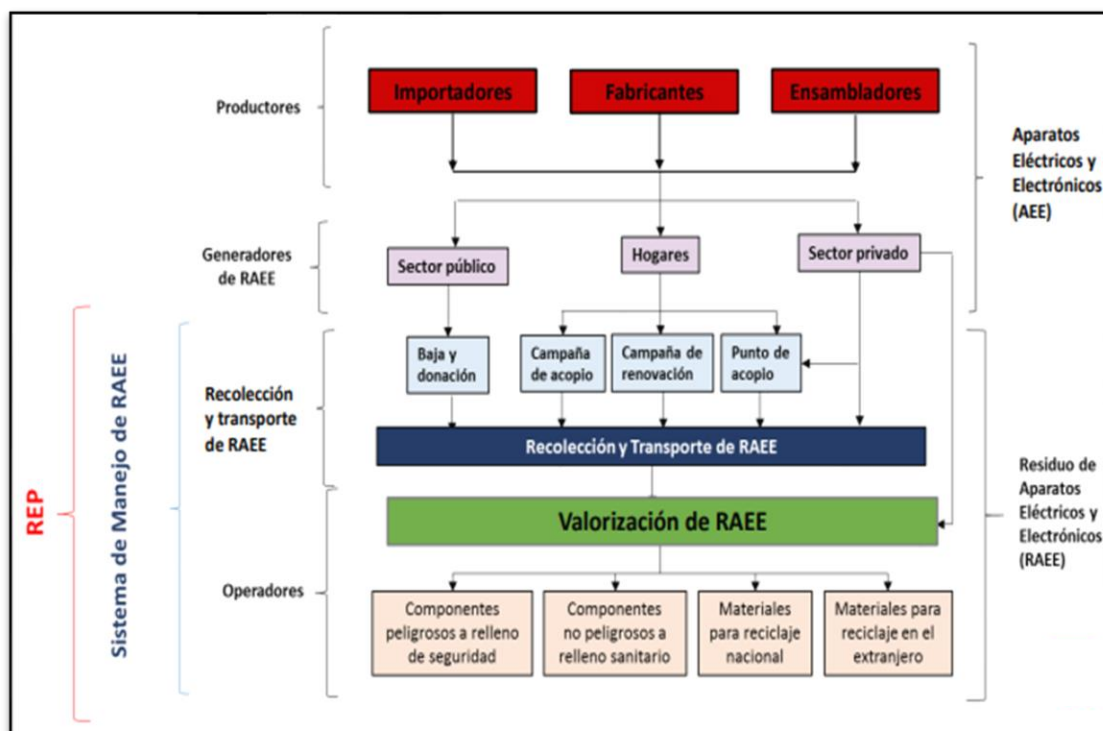 Productores
Importadores
Fabricantes
Ensambladores
Aparatos
Eléctricos y
Electrónicos
(AEE)
Generadores
de RAEE
Sector público
Hogares
Sector privado
REP
Sistema de Manejo de RAEE
Recolección
y transporte
de RAEE
Baja y
donación
Campaña
de acopio
Campaña de
renovación
Punto de
acopio
Recolección y Transporte de RAEE
Residuo de
Aparatos
Eléctricos y
Electrónicos
(RAEE)
Valorización de RAEE
Operadores
Componentes
peligrosos a relleno
de seguridad
Componentes
no peligrosos a
relleno sanitario
Materiales
para reciclaje
nacional
Materiales para
reciclaje en el
extranjero